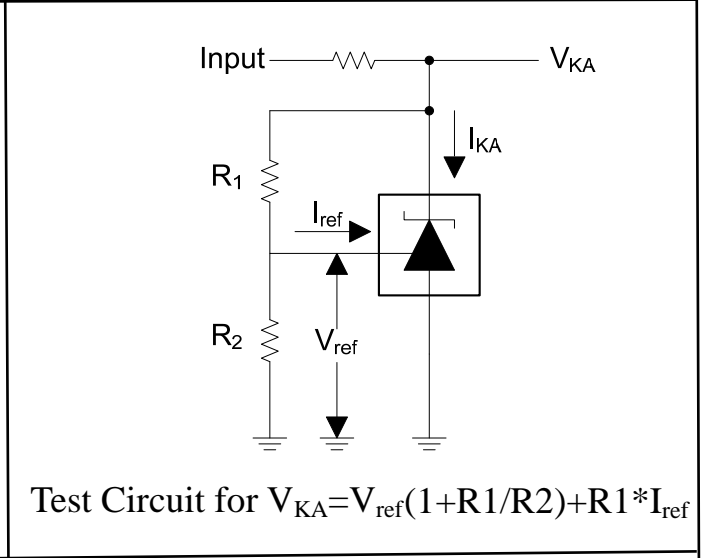 Input
V_KA
I_KA
R_1
I_ref
R_2
V_ref
Test Circuit for V_KA=V_ref(1+R1/R2)+R1*I_ref